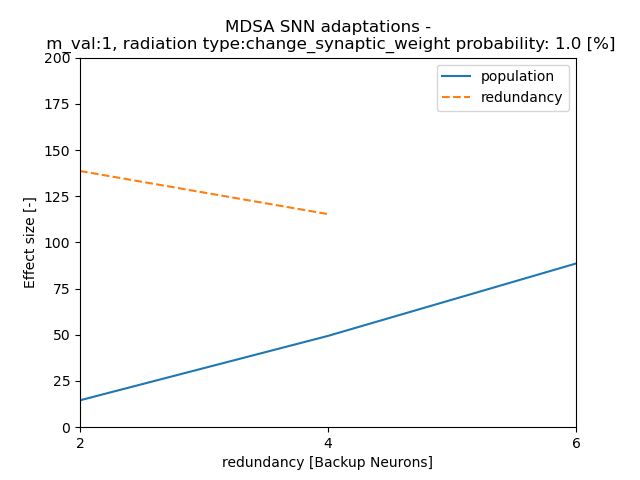 MDSA SNN adaptations -
m_val:1, radiation type:change_synaptic_weight probability: 1.0 [%]
200
175
150
125
100
75
50
25
0
Effect size [-]
population
redundancy
2
4
6
redundancy [Backup Neurons]